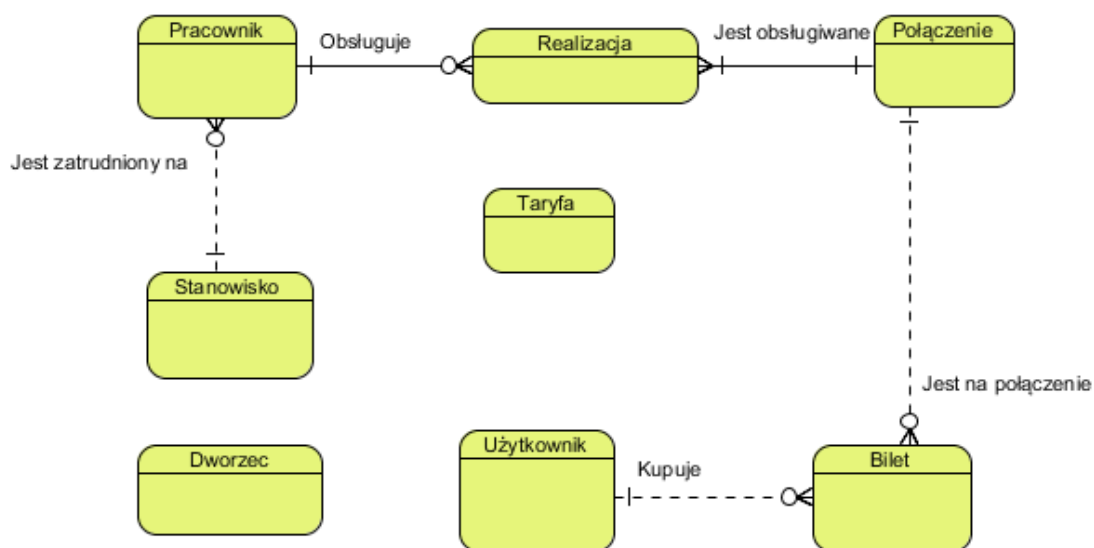 Pracownik
Obsługuje
Realizacja
Jest obsługiwane
Połączenie
Jest zatrudniony na
Taryfa
Stanowisko
Jest na połączenie
Dworzec
Użytkownik
Kupuje
Bilet